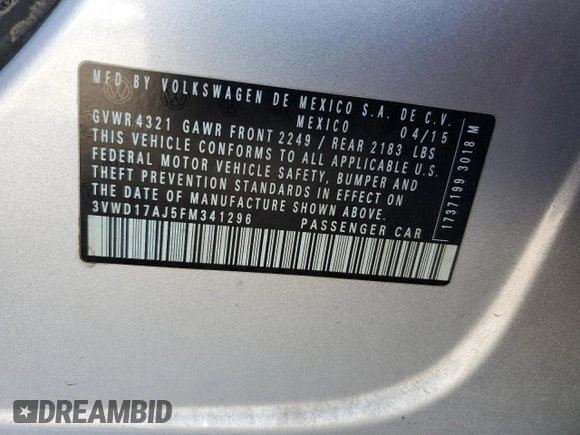 MFD BY VOLKSWAGEN DE MEXICO S.A. DE C.V.
MEXICO 04/15
GVWR 4321 GAWR FRONT 2249 / REAR 2183 LBS
THIS VEHICLE CONFORMS TO ALL APPLICABLE U.S.
FEDERAL MOTOR VEHICLE SAFETY, BUMPER AND
THEFT PREVENTION STANDARDS IN EFFECT ON
THE DATE OF MANUFACTURE SHOWN ABOVE.
3VWD17AJ5FM341296 PASSENGER CAR
1737199 3018 M
DREAMBID